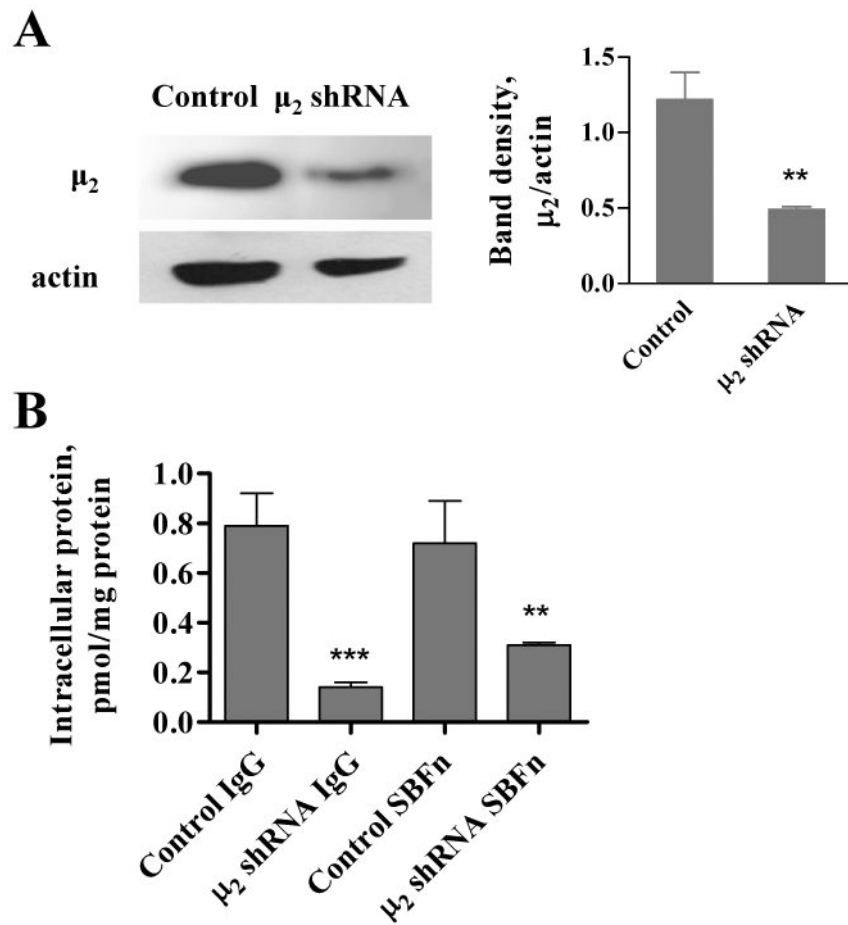 A
Control μ₂ shRNA
μ₂
actin
Band density,
μ₂/actin
1.5
1.0
0.5
0.0
**
Control
μ₂ shRNA
B
Intracellular protein,
pmol/mg protein
1.0
0.8
0.6
0.4
0.2
0.0
***
**
Control IgG
μ₂ shRNA IgG
Control SBFn
μ₂ shRNA SBFn